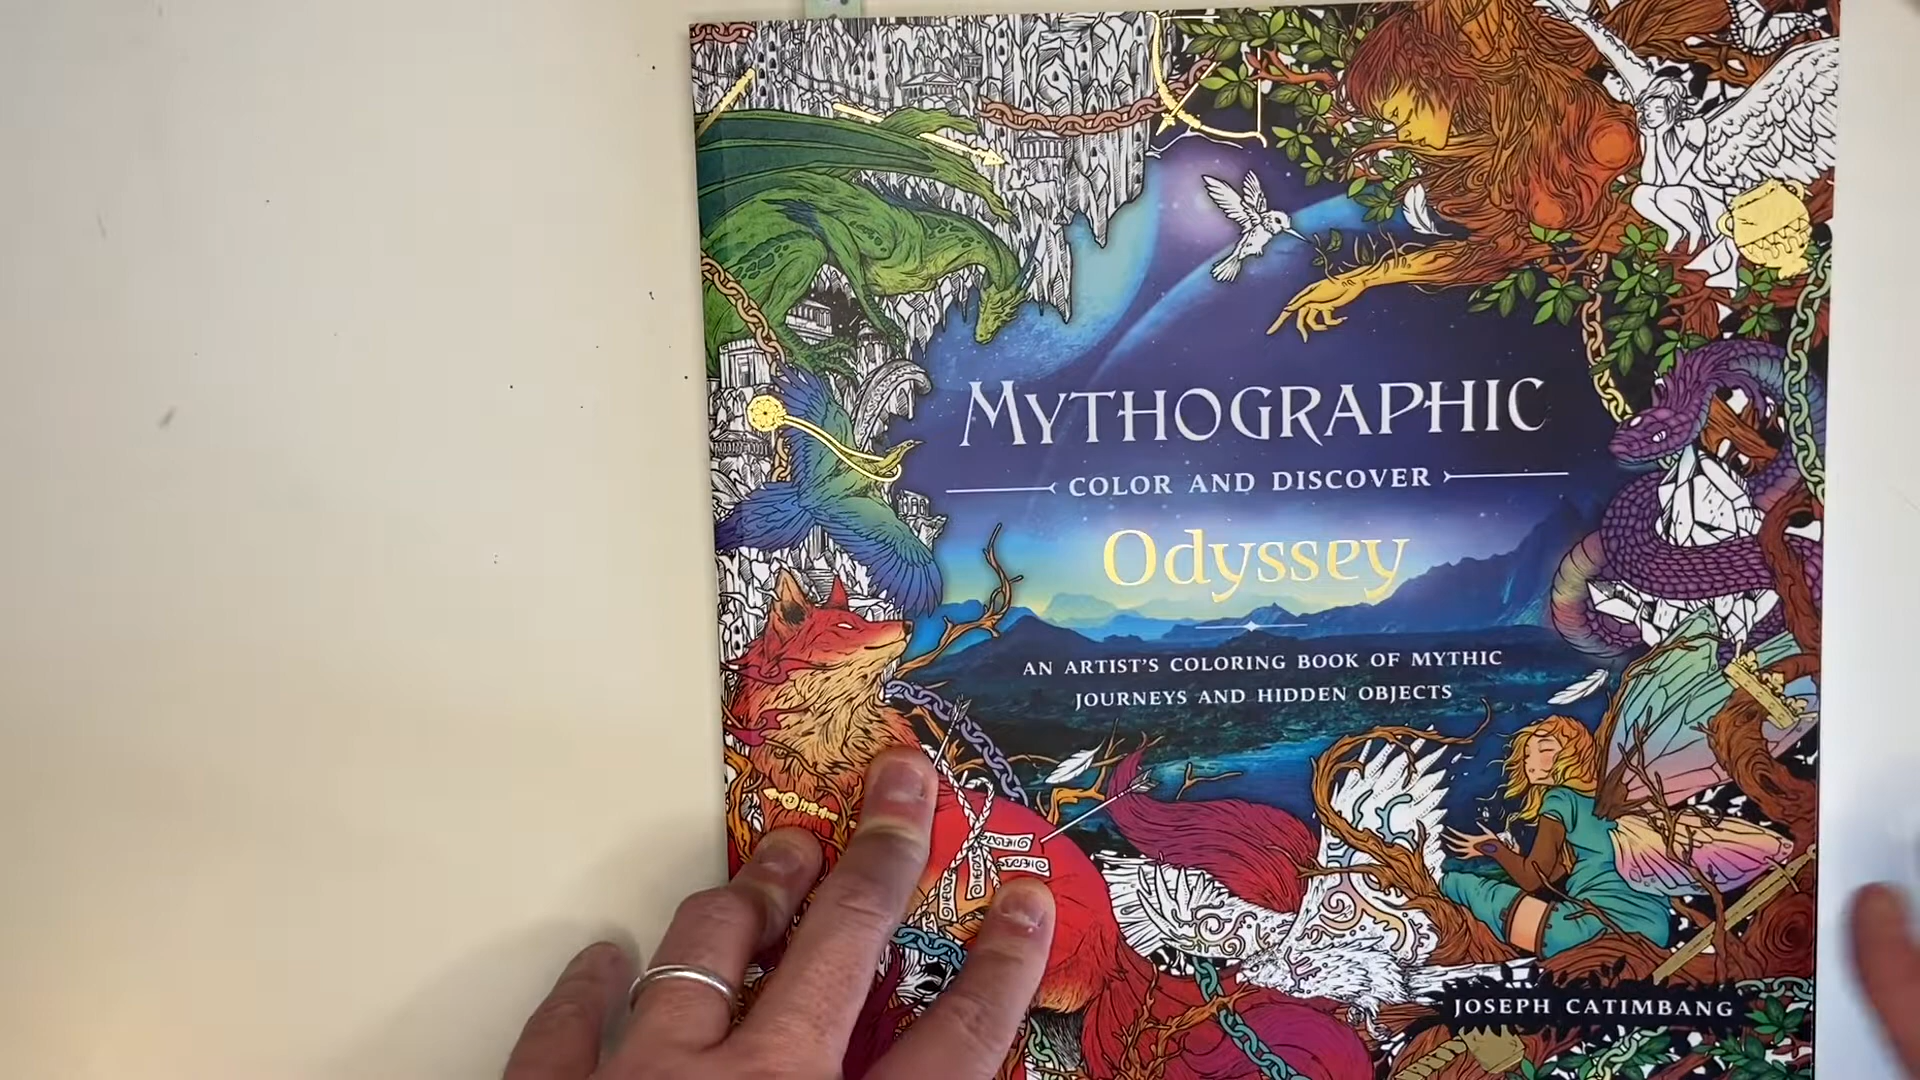 MYTHOGRAPHIC
COLOR AND DISCOVER
Odyssey
AN ARTIST'S COLORING BOOK OF MYTHIC
JOURNEYS AND HIDDEN OBJECTS
JOSEPH CATIMBANG